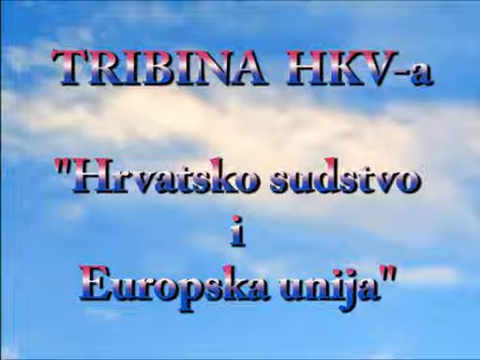 TRIBINA HKV-a
"Hrvatsko sudstvo
i
Europska unija"